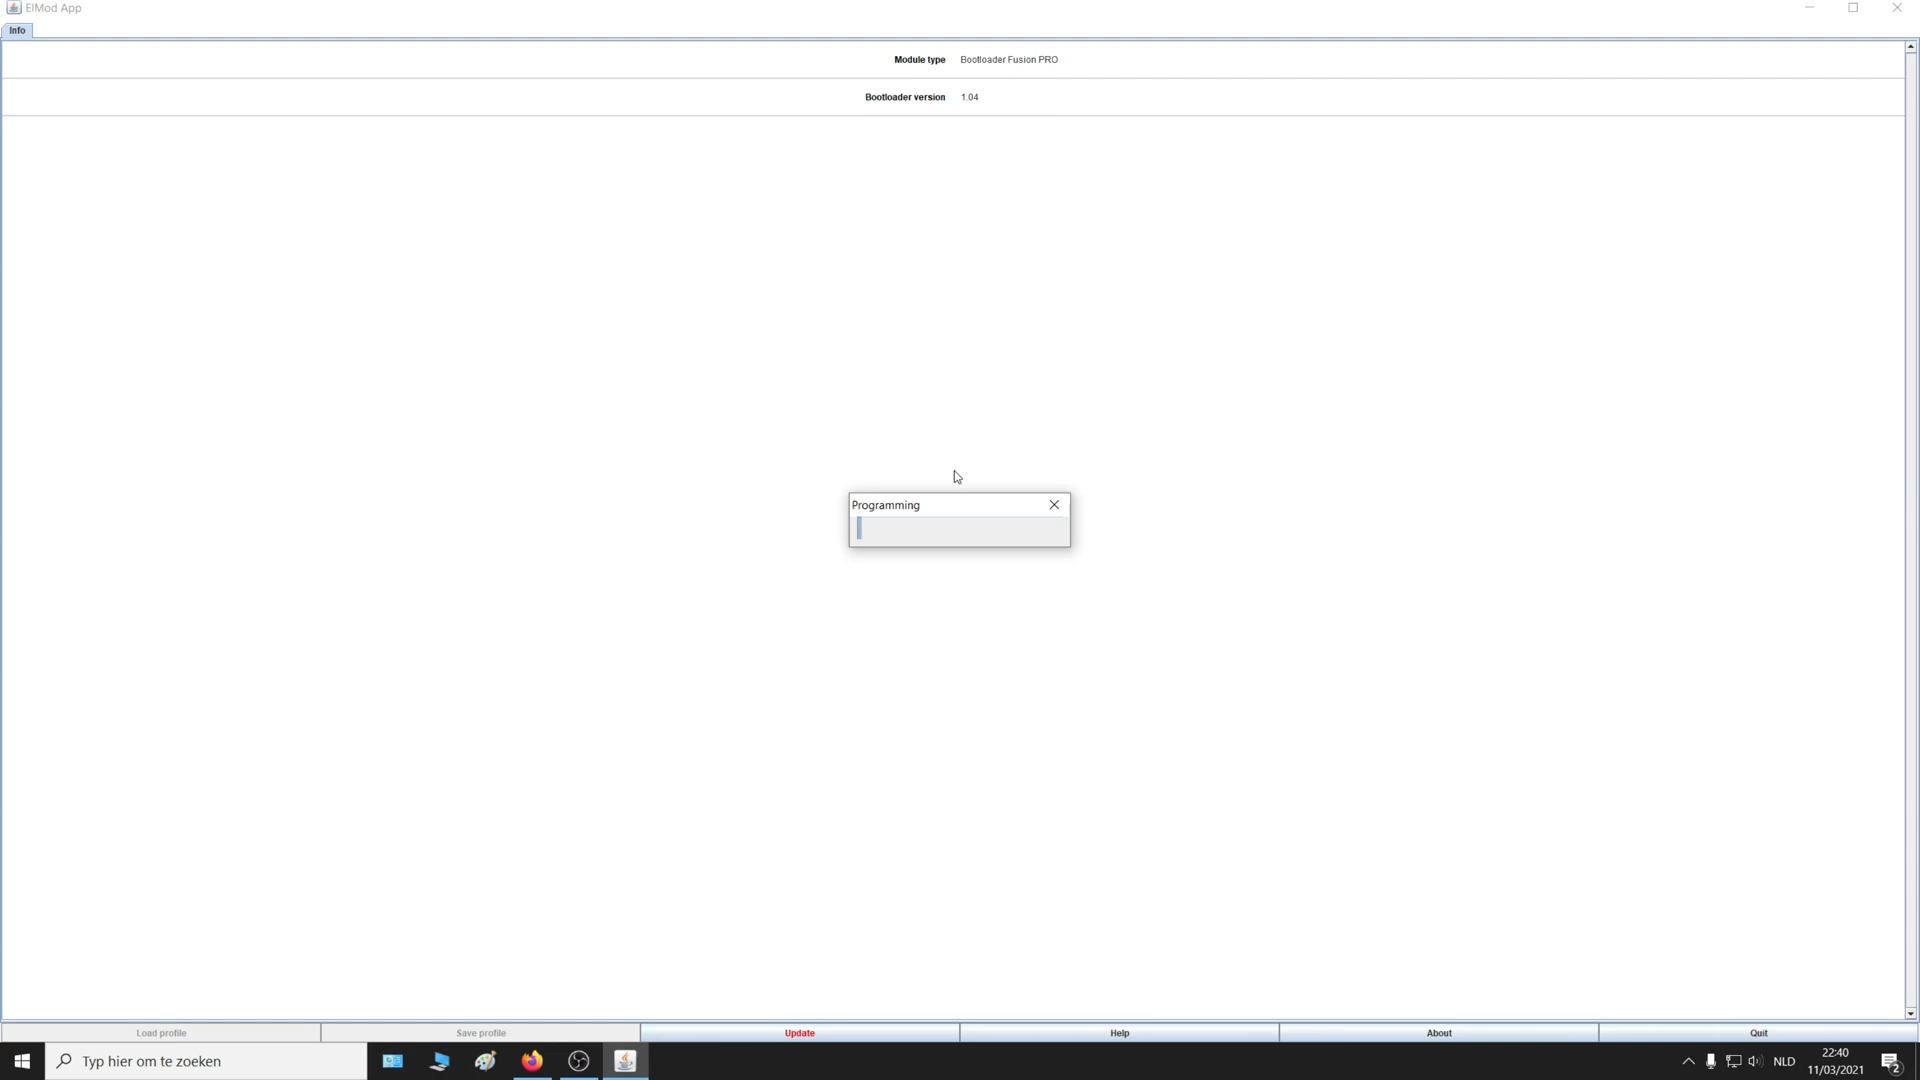 ElMod App
Info
Module type Bootloader Fusion PRO
Bootloader version 1.04
Programming
Load profile Save profile Update Help About Quit
Typ hier om te zoeken
NLD
22:40
11/03/2021
2